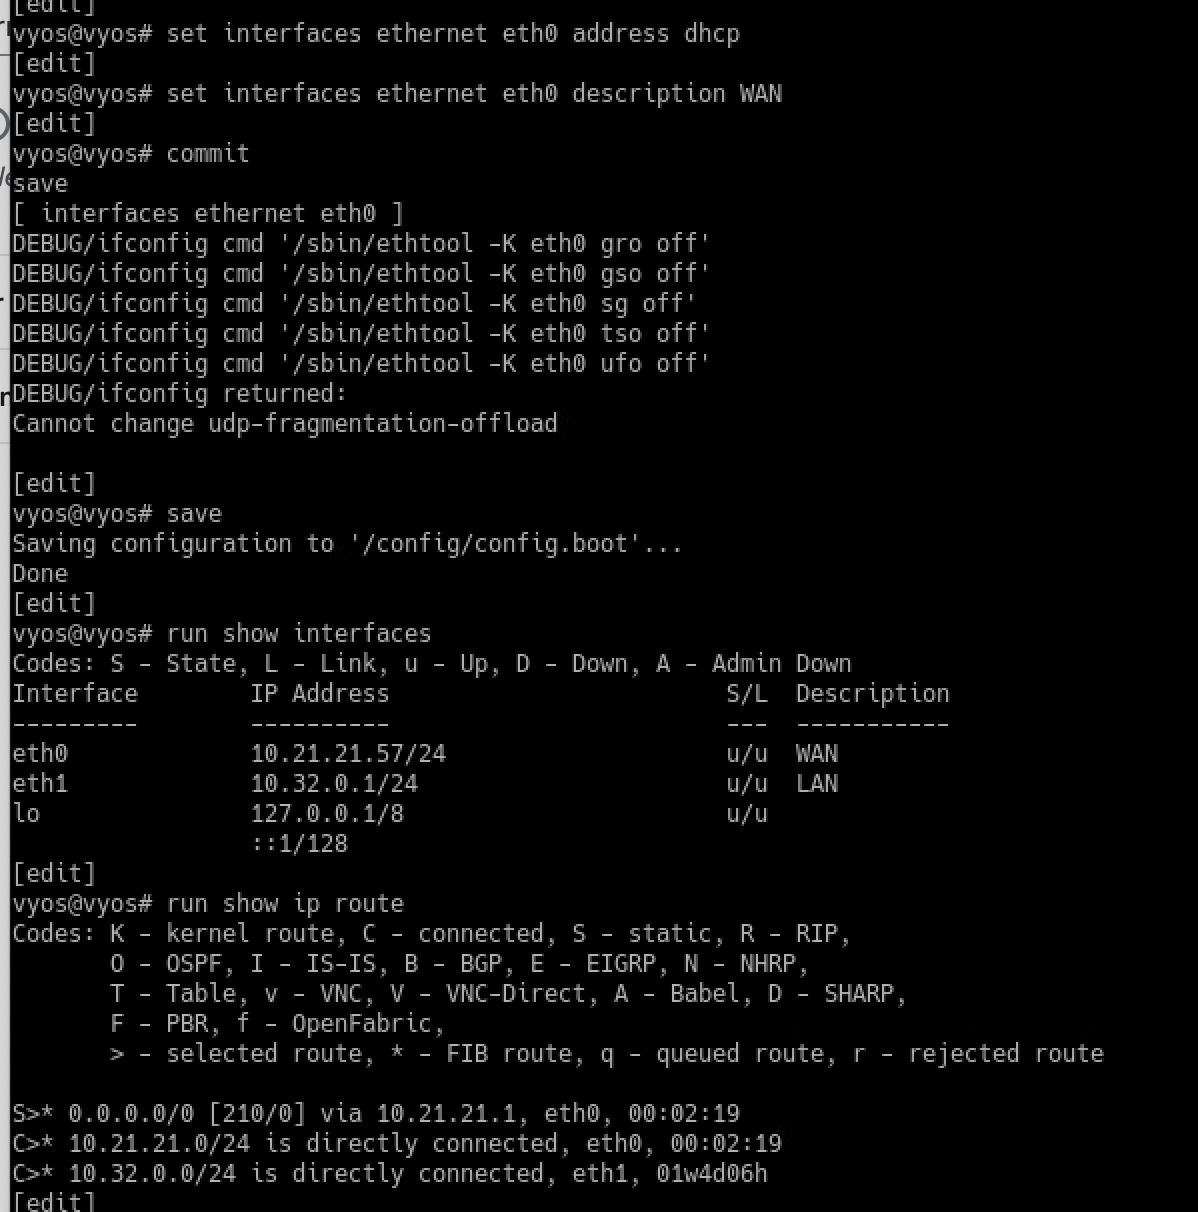 [edit]
vyos@vyos# set interfaces ethernet eth0 address dhcp
[edit]
vyos@vyos# set interfaces ethernet eth0 description WAN
[edit]
vyos@vyos# commit
save
[ interfaces ethernet eth0 ]
DEBUG/ifconfig cmd '/sbin/ethtool -K eth0 gro off'
DEBUG/ifconfig cmd '/sbin/ethtool -K eth0 gso off'
DEBUG/ifconfig cmd '/sbin/ethtool -K eth0 sg off'
DEBUG/ifconfig cmd '/sbin/ethtool -K eth0 tso off'
DEBUG/ifconfig cmd '/sbin/ethtool -K eth0 ufo off'
DEBUG/ifconfig returned:
Cannot change udp-fragmentation-offload

[edit]
vyos@vyos# save
Saving configuration to '/config/config.boot'...
Done
[edit]
vyos@vyos# run show interfaces
Codes: S - State, L - Link, u - Up, D - Down, A - Admin Down
Interface        IP Address                        S/L  Description
---------        ----------                        ---  -----------
eth0             10.21.21.57/24                    u/u  WAN
eth1             10.32.0.1/24                      u/u  LAN
lo               127.0.0.1/8                       u/u
                 ::1/128
[edit]
vyos@vyos# run show ip route
Codes: K - kernel route, C - connected, S - static, R - RIP,
       O - OSPF, I - IS-IS, B - BGP, E - EIGRP, N - NHRP,
       T - Table, v - VNC, V - VNC-Direct, A - Babel, D - SHARP,
       F - PBR, f - OpenFabric,
       > - selected route, * - FIB route, q - queued route, r - rejected route

S>* 0.0.0.0/0 [210/0] via 10.21.21.1, eth0, 00:02:19
C>* 10.21.21.0/24 is directly connected, eth0, 00:02:19
C>* 10.32.0.0/24 is directly connected, eth1, 01w4d06h
[edit]